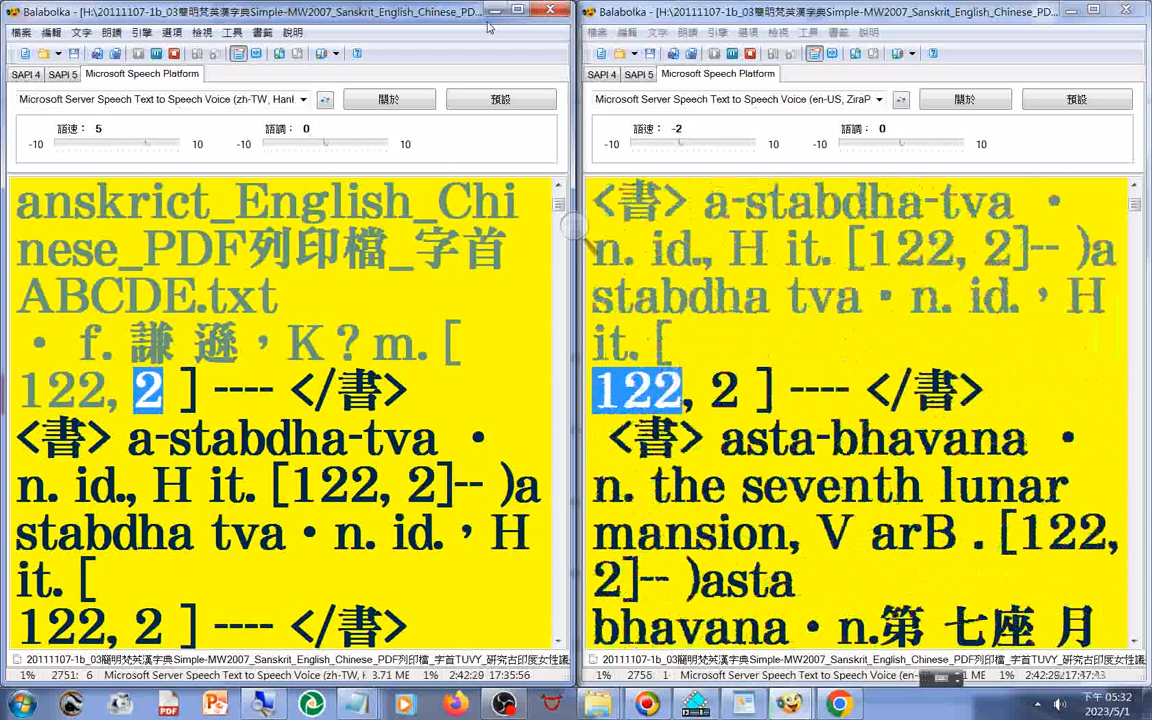 Balabolka - [H:\20111107-1b_03簡明梵英漢字典Simple-MW2007_Sanskrit_English_Chinese_PD...
檔案 編輯 文字 朗讀 引擎 選項 檢視 工具 書籤 說明
SAPI 4 SAPI 5 Microsoft Speech Platform
Microsoft Server Speech Text to Speech Voice (zh-TW, Hanl
關於 預設
語速： 5 語調： 0
-10 10 -10 10
anskrict_English_Chi
nese_PDF列印檔_字首
ABCDE.txt
• f. 謙 遜，K？m. [
122, 2 ] ---- </書>
<書> a-stabdha-tva •
n. id., H it. [122, 2]-- )a
stabdha tva • n. id.，H
it. [
122, 2 ] ---- </書>
20111107-1b_03簡明梵英漢字典Simple-MW2007_Sanskrit_English_Chinese_PDF列印檔_字首TUVY_研究古印度女性議
1% 2751: 6 Modified Microsoft Server Speech Text to Speech Voice (zh-TW, H 3.71 MB 1% 2:42:29 17:35:56
Balabolka - [H:\20111107-1b_03簡明梵英漢字典Simple-MW2007_Sanskrit_English_Chinese_PD...
檔案 編輯 文字 朗讀 引擎 選項 檢視 工具 書籤 說明
SAPI 4 SAPI 5 Microsoft Speech Platform
Microsoft Server Speech Text to Speech Voice (en-US, ZiraP
關於 預設
語速： -2 語調： 0
-10 10 -10 10
<書> a-stabdha-tva •
n. id., H it. [122, 2]-- )a
stabdha tva • n. id.，H
it. [
122, 2 ] ---- </書>
<書> asta-bhavana •
n. the seventh lunar
mansion, V arB . [122,
2]-- )asta
bhavana • n.第 七座 月
20111107-1b_03簡明梵英漢字典Simple-MW2007_Sanskrit_English_Chinese_PDF列印檔_字首TUVY_研究古印度女性議
1% 2755: 1 Modified Microsoft Server Speech Text to Speech Voice
下午 05:32
2023/5/1